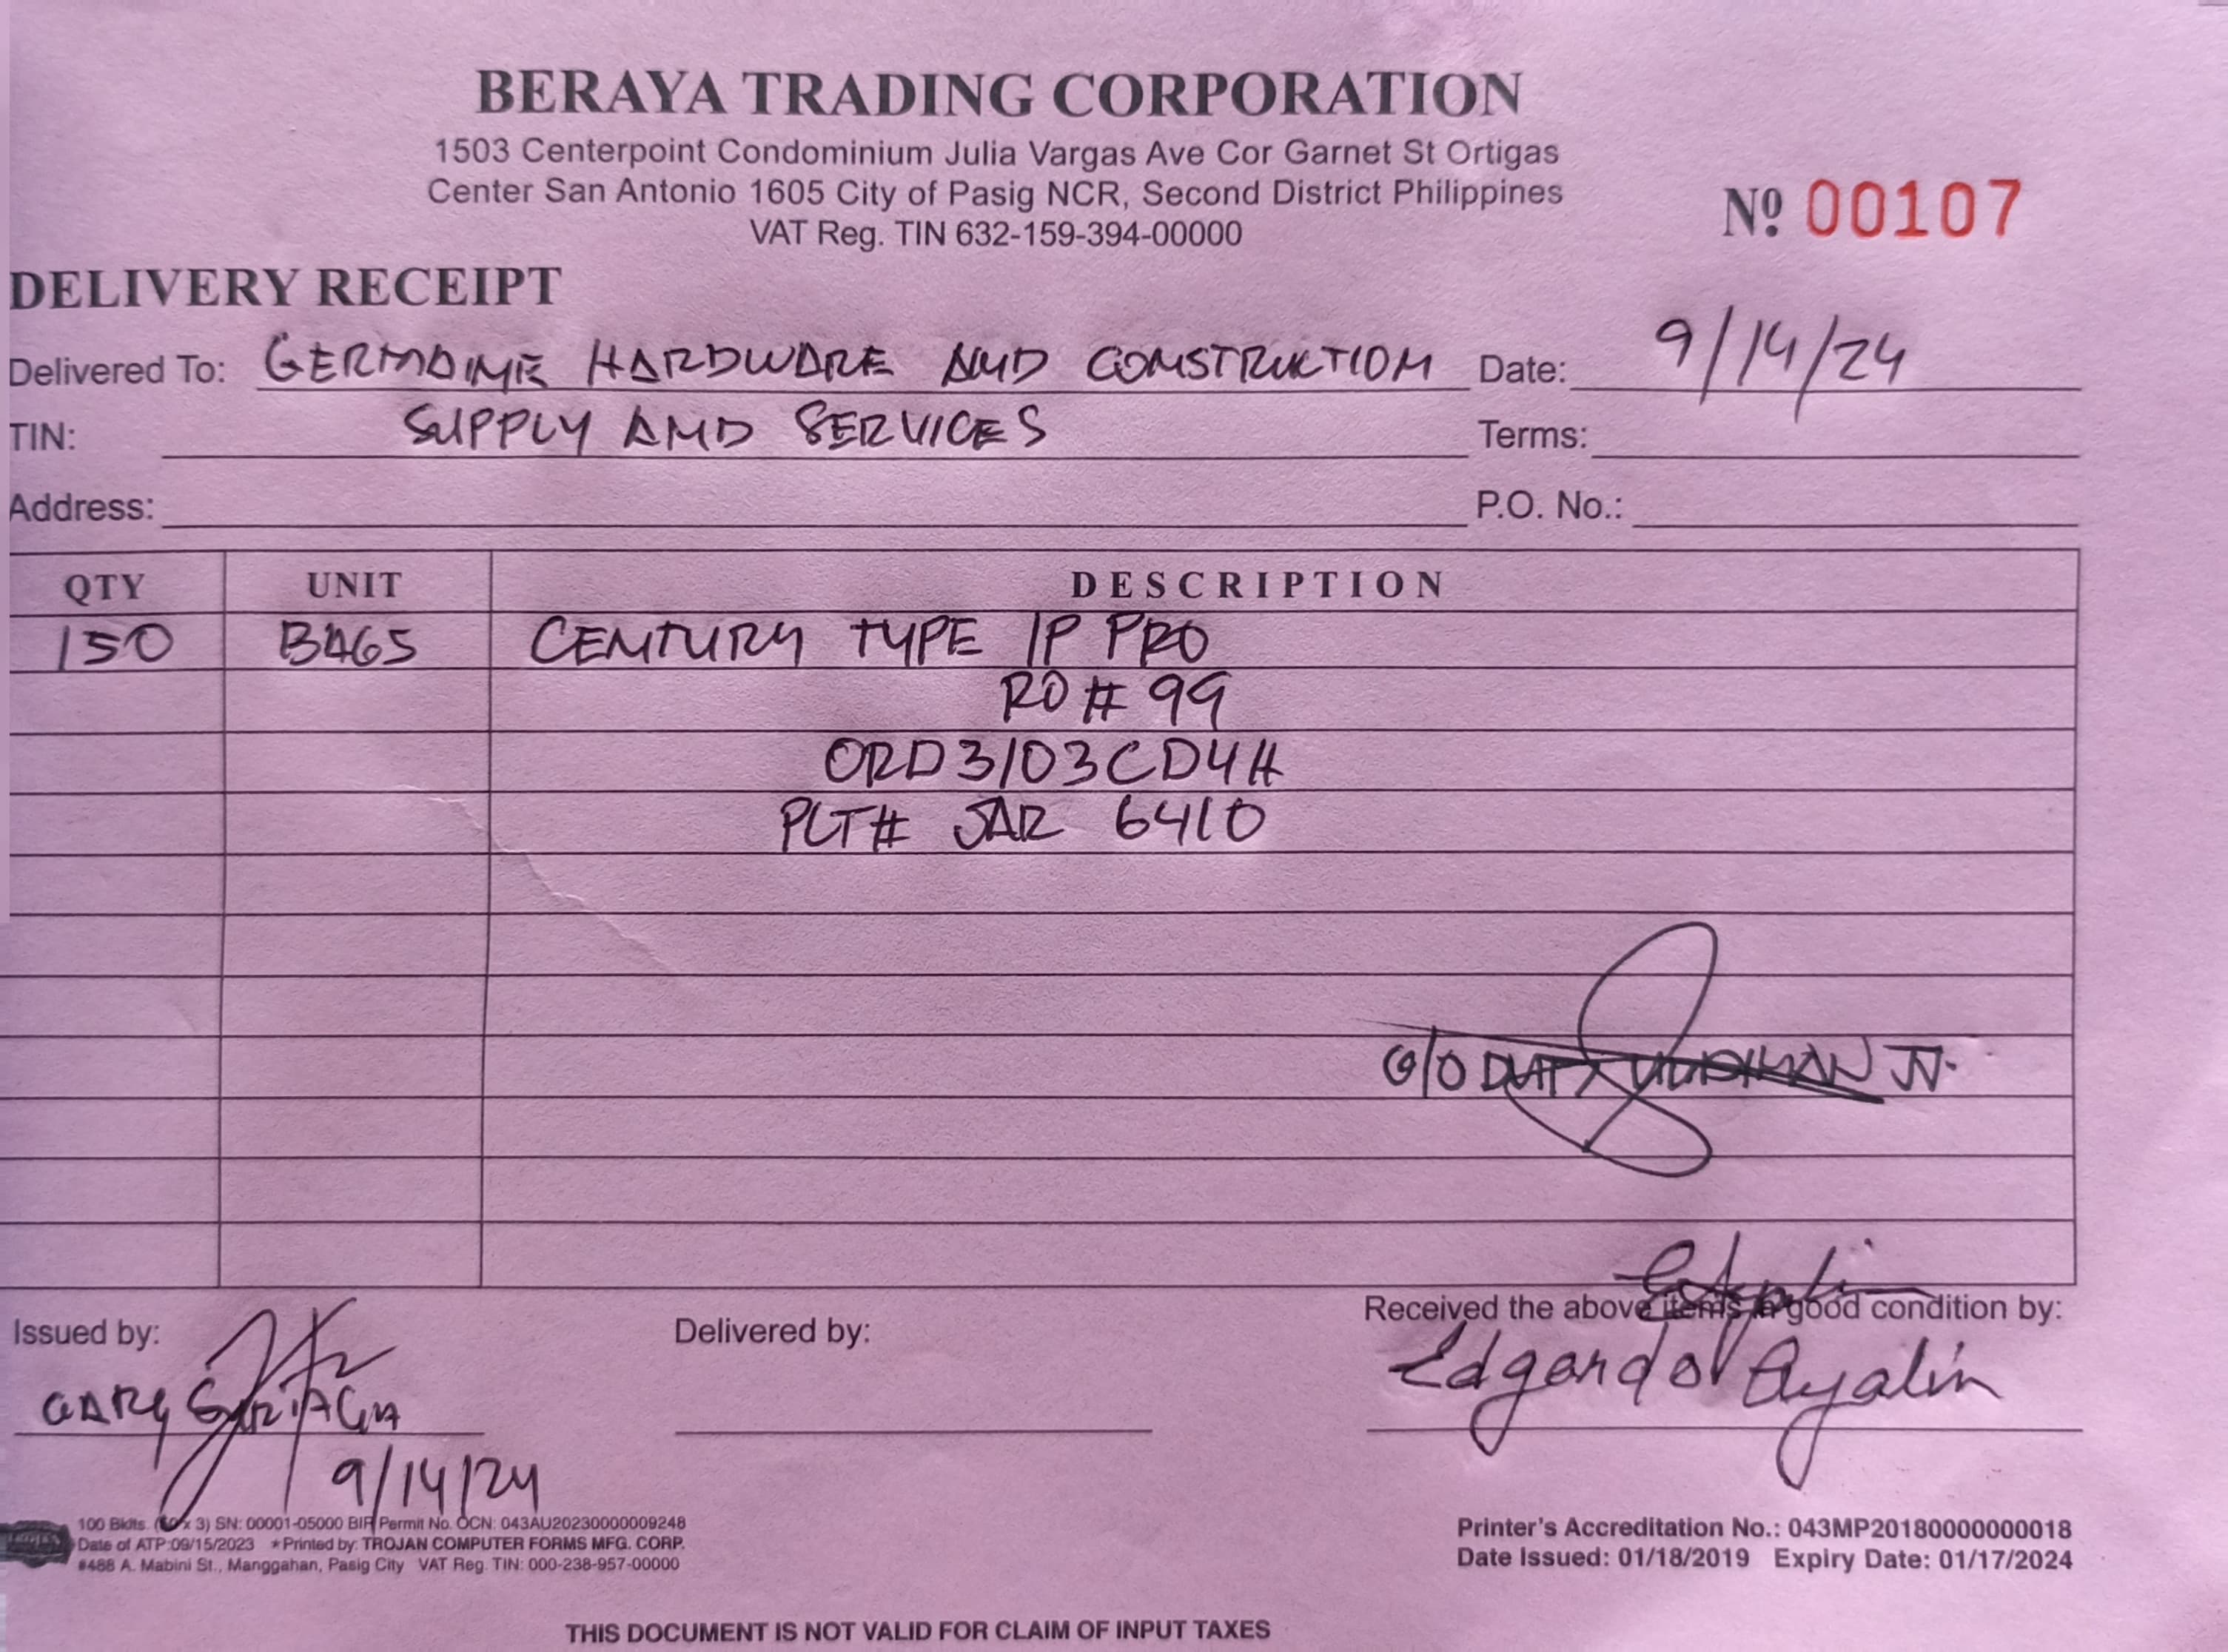 BERAYA TRADING CORPORATION
1503 Centerpoint Condominium Julia Vargas Ave Cor Garnet St Ortigas
Center San Antonio 1605 City of Pasig NCR, Second District Philippines
VAT Reg. TIN 632-159-394-00000
Nº 00107
DELIVERY RECEIPT
Delivered To: GERMAINE HARDWARE AND CONSTRUCTION Date: 9/14/24
TIN: SUPPLY AND SERVICES Terms:
Address: P.O. No.:
QTY UNIT DESCRIPTION
150 BAGS CENTURY TYPE 1P PRO
RO # 99
ORD3103CD4H
PLT# JAR 6410
Issued by: Delivered by: Received the above items in good condition by:
GARY Edgardo Ayalin
9/14/24
100 Bklts. (50 x 3) SN: 00001-05000 BIR Permit No. OCN: 043AU20230000009248
Date of ATP:09/15/2023 *Printed by: TROJAN COMPUTER FORMS MFG. CORP.
#488 A. Mabini St., Manggahan, Pasig City VAT Reg. TIN: 000-238-957-00000
Printer's Accreditation No.: 043MP20180000000018
Date Issued: 01/18/2019 Expiry Date: 01/17/2024
THIS DOCUMENT IS NOT VALID FOR CLAIM OF INPUT TAXES